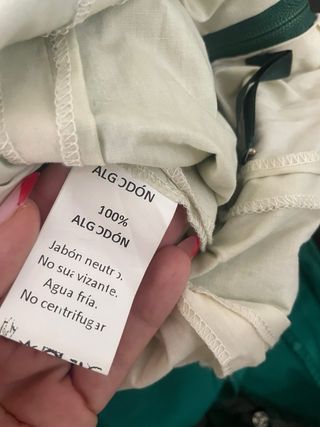 ALGODÓN
100%
ALGODÓN
Jabón neutro.
No suavizante.
Agua fría.
No centrifugar